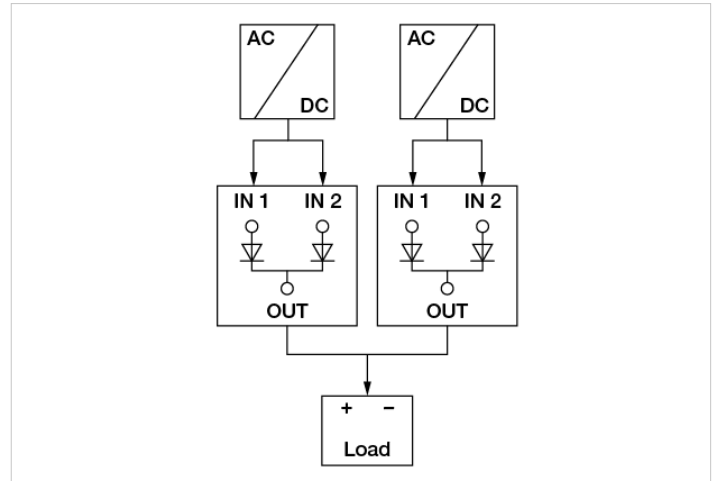 AC
DC
AC
DC
IN 1 IN 2
OUT
IN 1 IN 2
OUT
+ −
Load